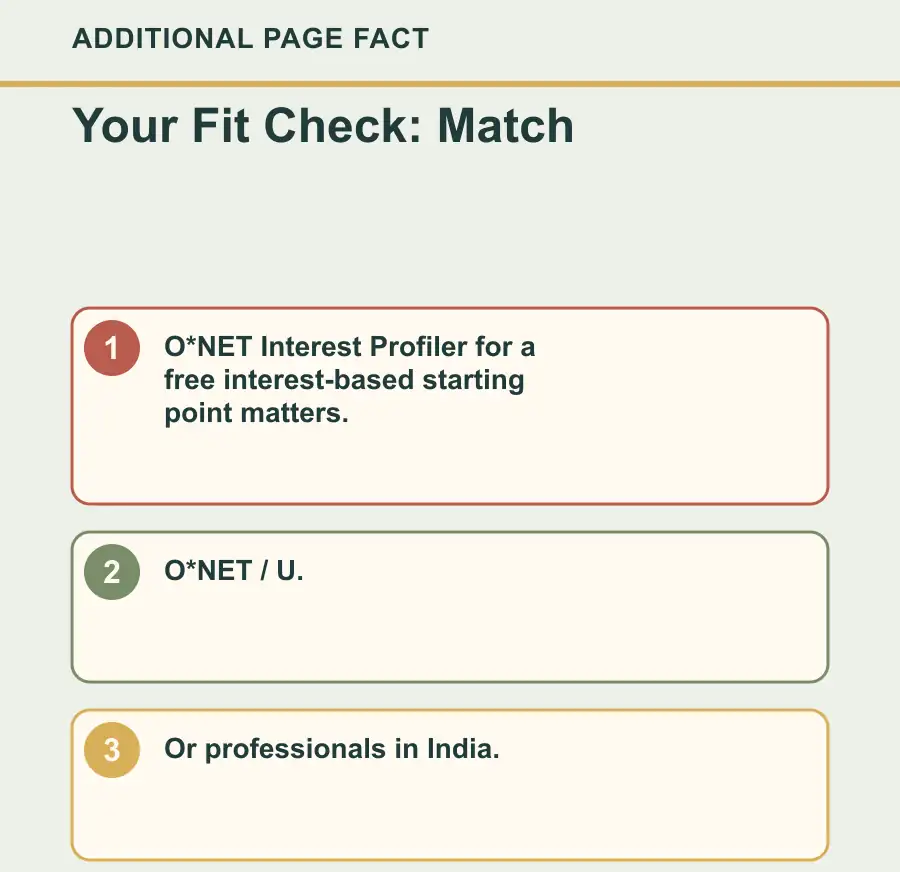 ADDITIONAL PAGE FACT
Your Fit Check: Match
1
O*NET Interest Profiler for a
free interest-based starting
point matters.
2
O*NET / U.
3
Or professionals in India.